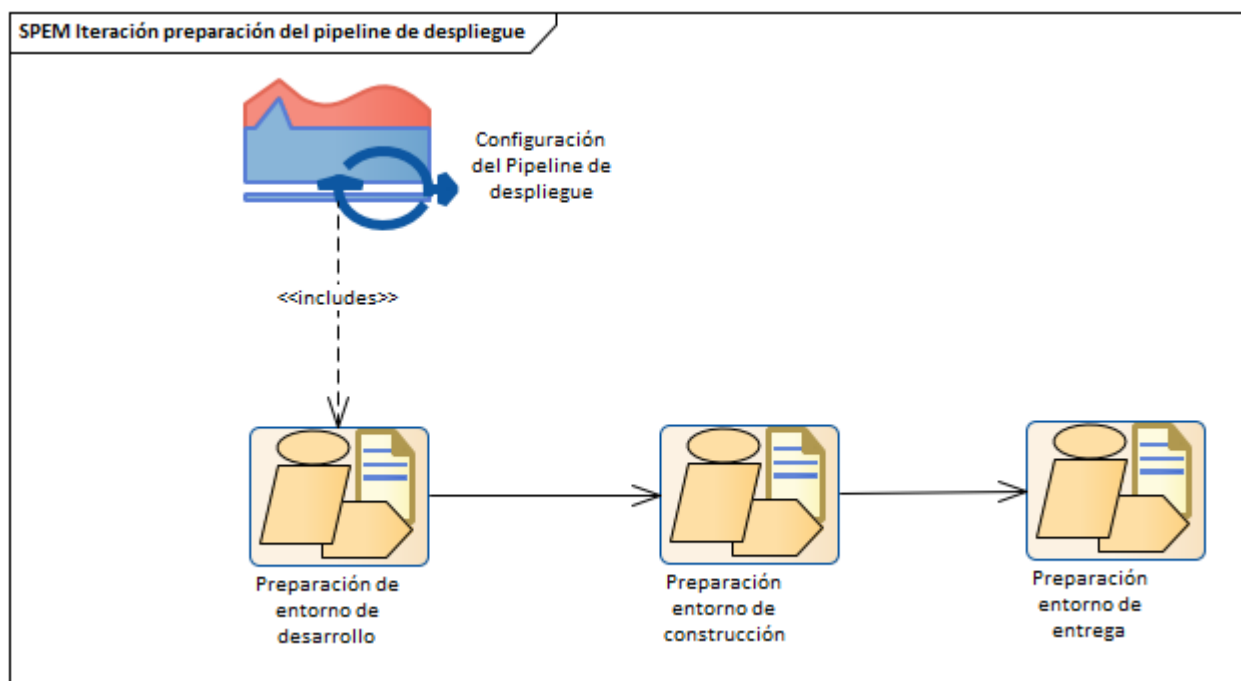 SPEM Iteración preparación del pipeline de despliegue
Configuración
del Pipeline de
despliegue
<<includes>>
Preparación de
entorno de
desarrollo
Preparación
entorno de
construcción
Preparación
entorno de
entrega